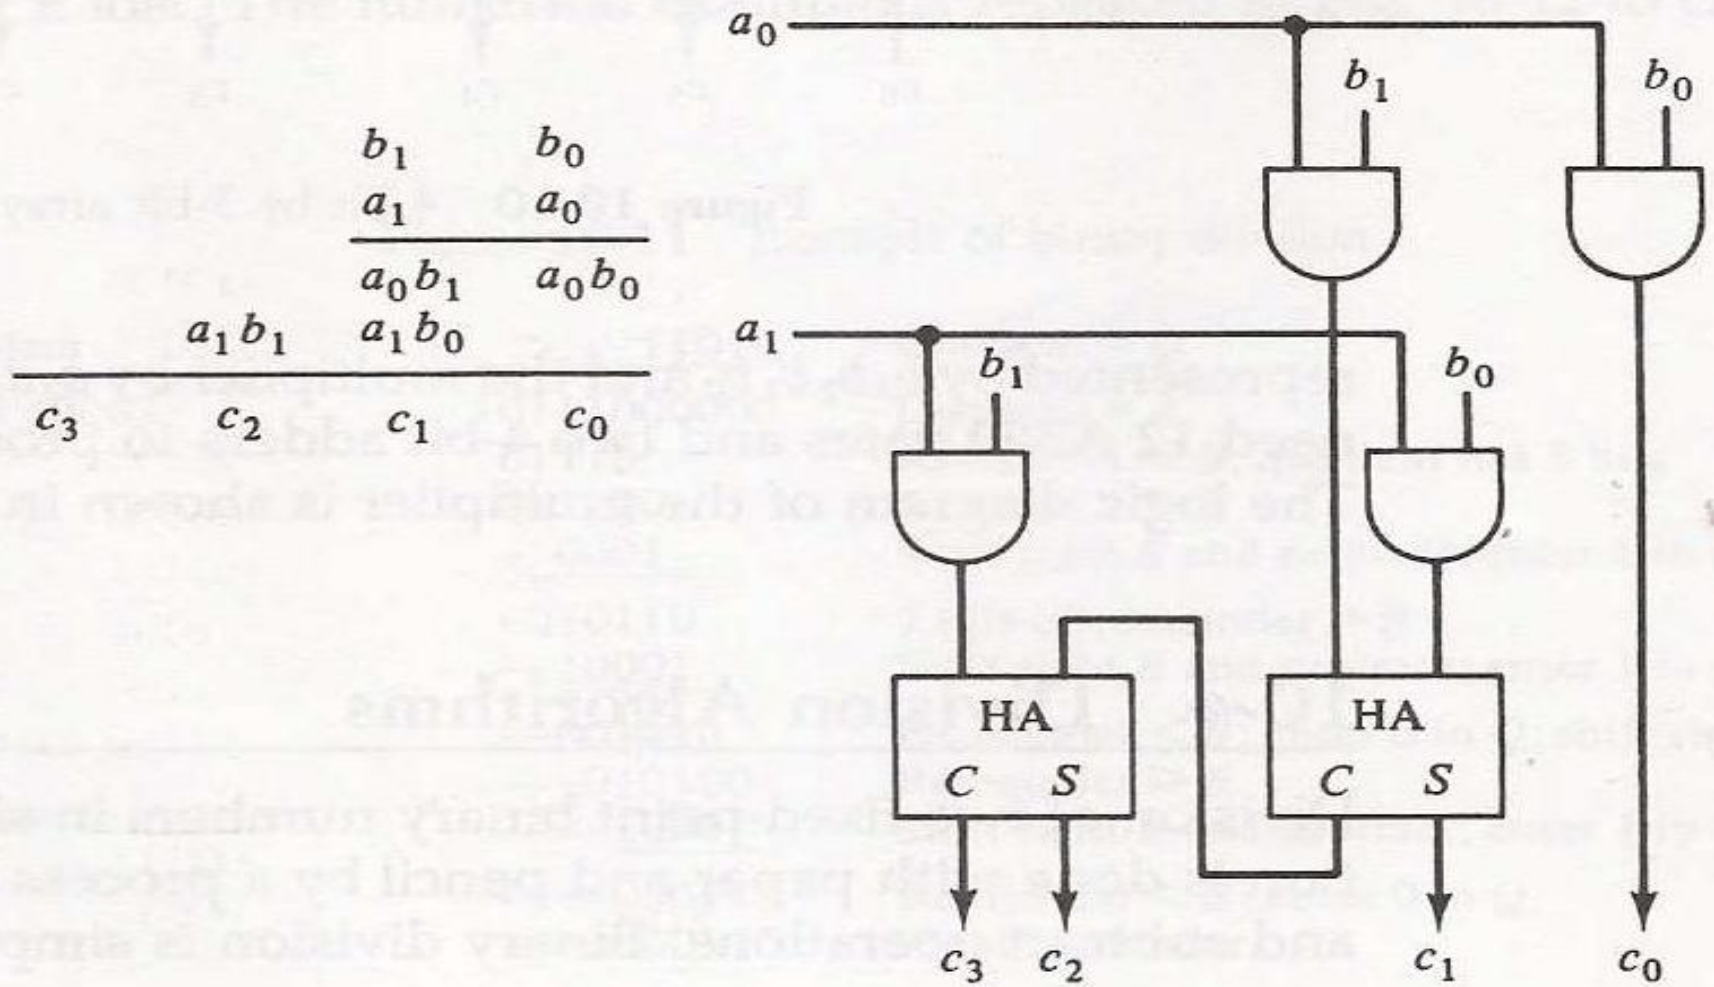 a₀
b₁ b₀
b₁ b₀
a₁ a₀
a₀b₁ a₀b₀
a₁b₁ a₁b₀
c₃ c₂ c₁ c₀
a₁
b₁ b₀
HA HA
C S C S
c₃ c₂ c₁ c₀